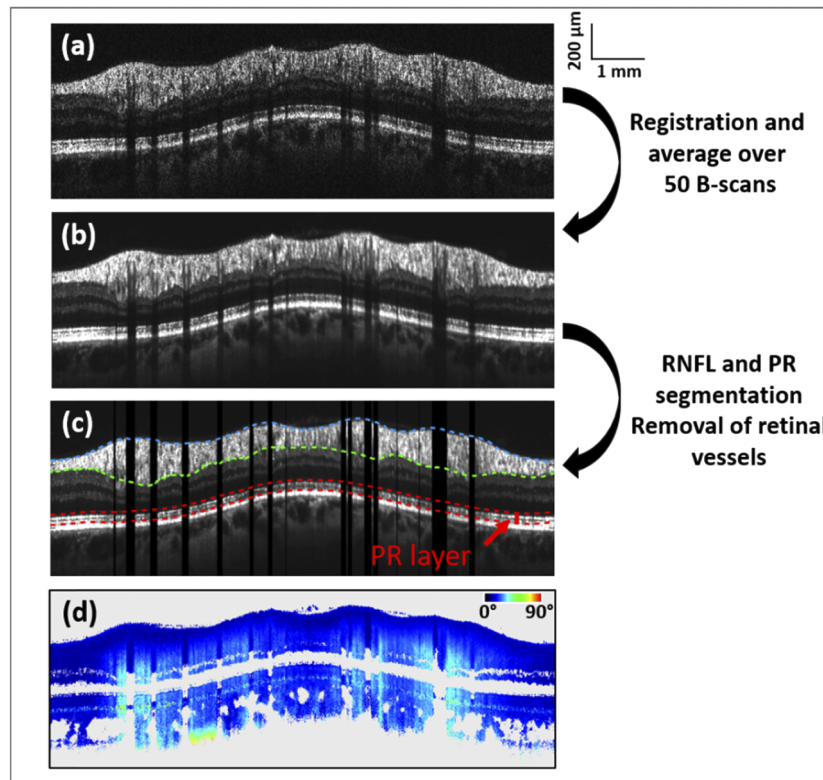 (a)
200 µm
1 mm
Registration and
average over
50 B-scans
(b)
RNFL and PR
segmentation
Removal of retinal
vessels
(c)
PR layer
(d)
0° 90°